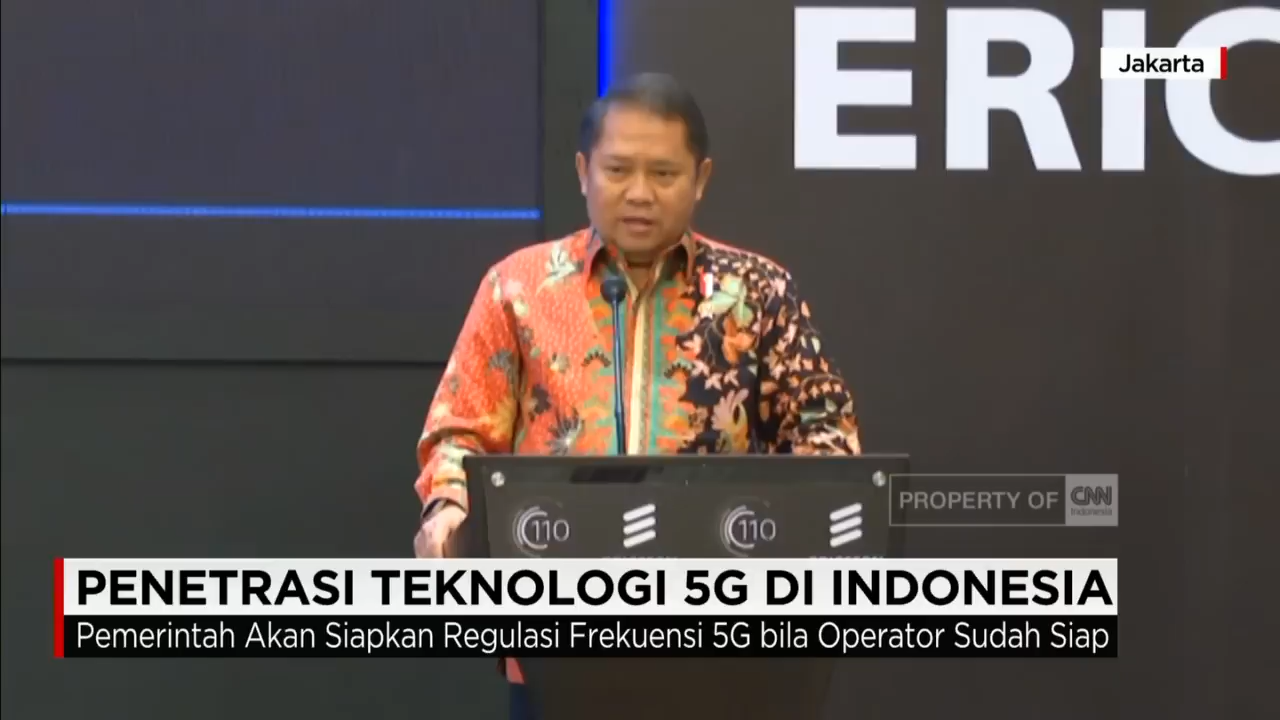 ERIC
Jakarta
PROPERTY OF CNN
Indonesia
110
110
PENETRASI TEKNOLOGI 5G DI INDONESIA
Pemerintah Akan Siapkan Regulasi Frekuensi 5G bila Operator Sudah Siap